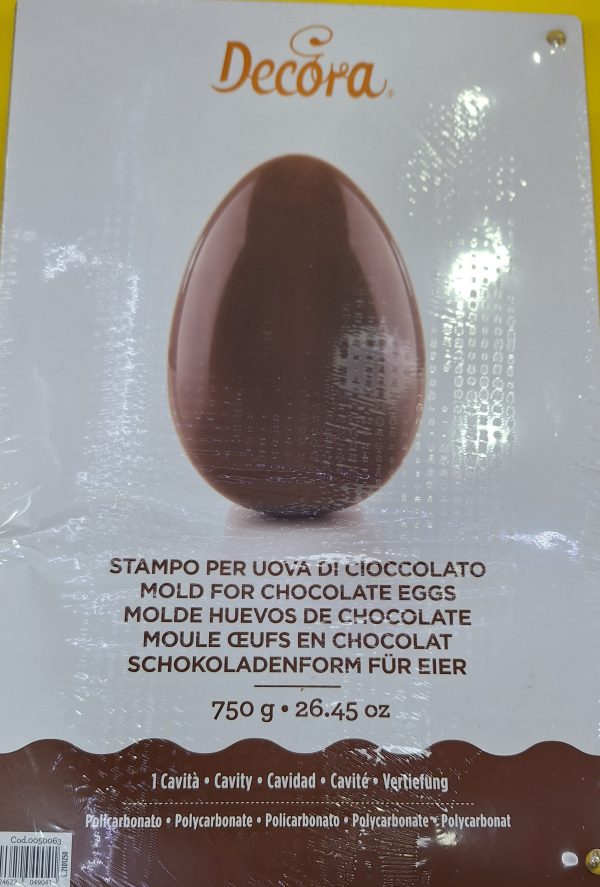 Decora
STAMPO PER UOVA DI CIOCCOLATO
MOLD FOR CHOCOLATE EGGS
MOLDE HUEVOS DE CHOCOLATE
MOULE ŒUFS EN CHOCOLAT
SCHOKOLADENFORM FÜR EIER
750 g • 26.45 oz
1 Cavità • Cavity • Cavidad • Cavité • Vertiefung
Policarbonato • Polycarbonate • Policarbonato • Polycarbonate • Polycarbonat
Cod.0050063
049041